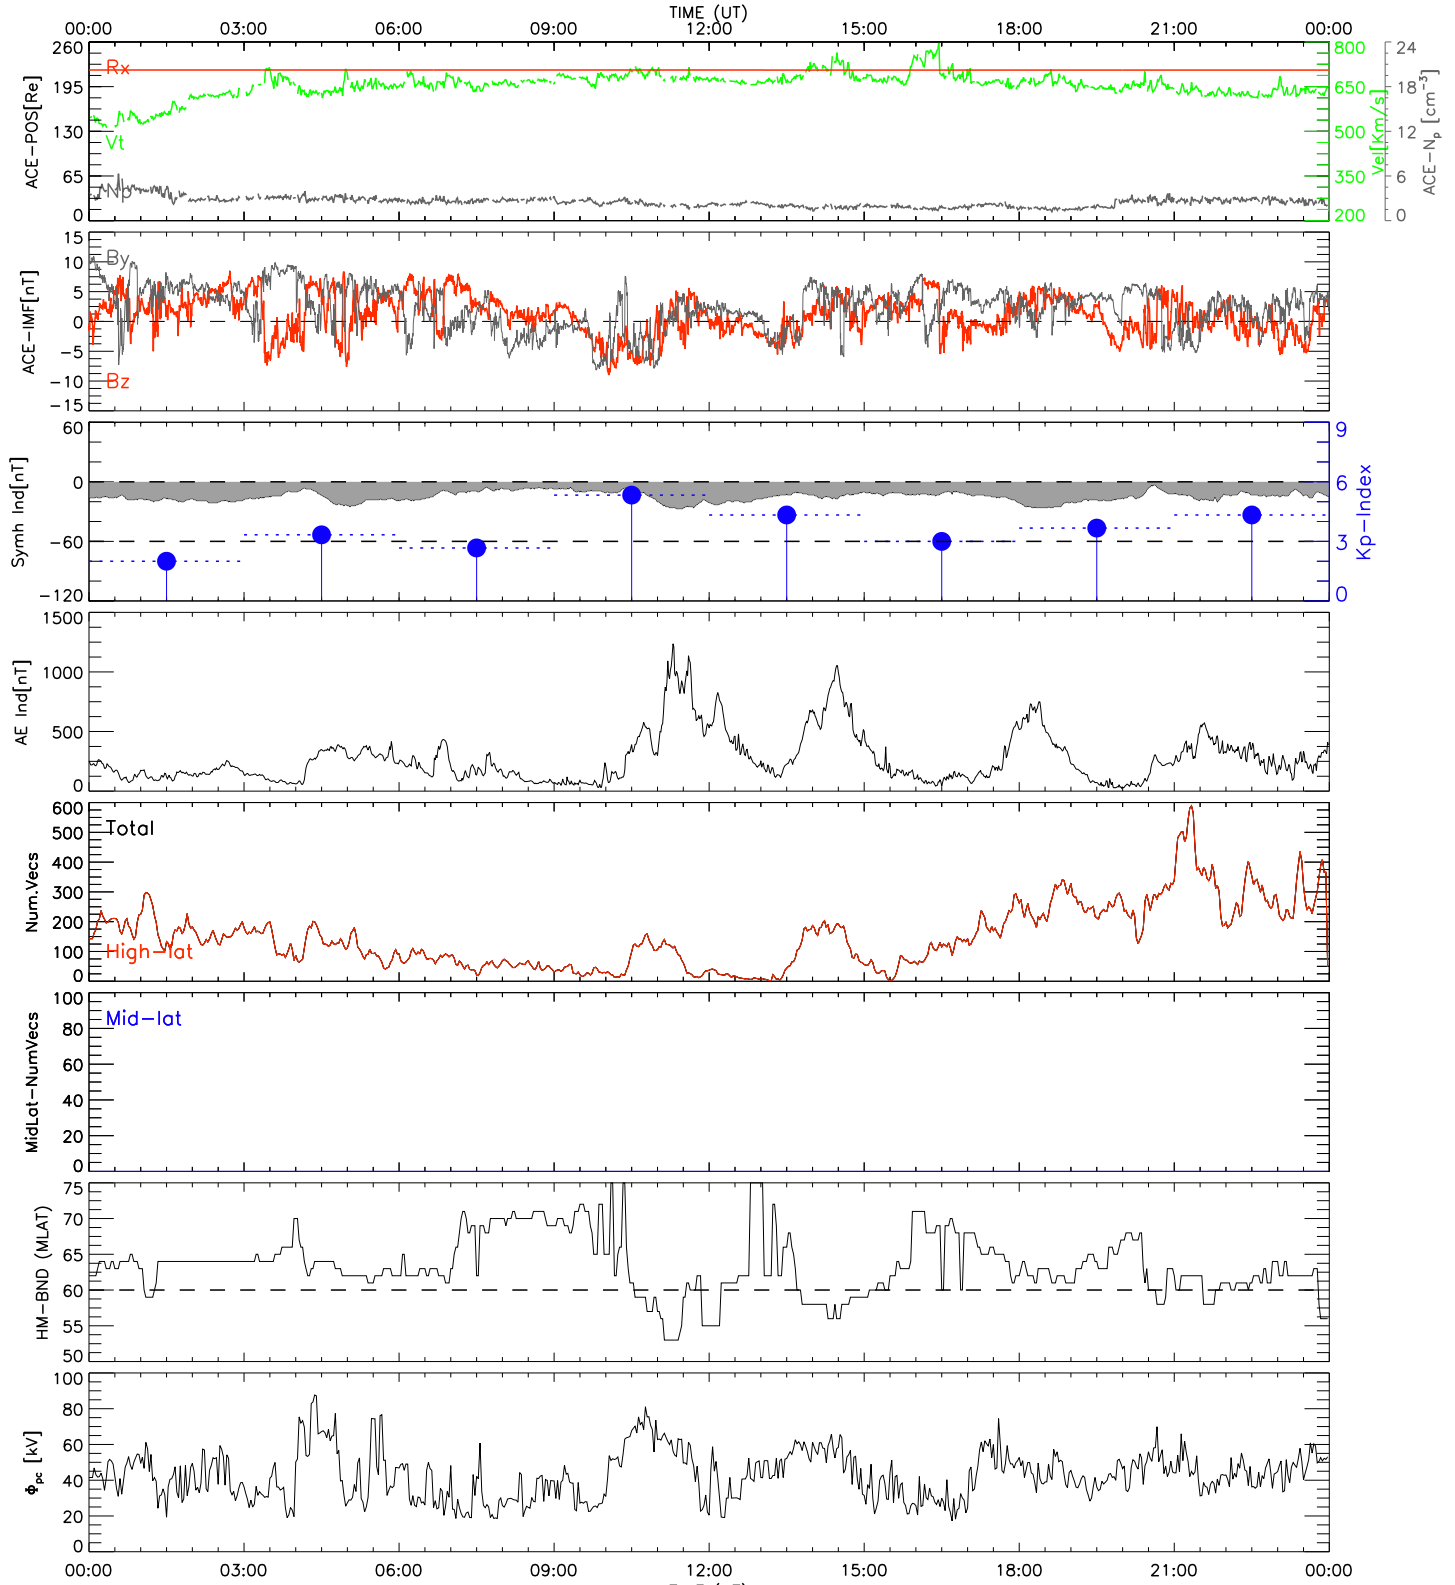 TIME (UT)
00:00 03:00 06:00 09:00 12:00 15:00 18:00 21:00 00:00
ACE-POS[Re]
260
195
130
65
0
Rx
Vt
Np
800
650
500
350
200
Vel[Km/s]
24
18
12
6
0
ACE-Np [cm-3]
ACE-IMF[nT]
15
10
5
0
-5
-10
-15
By
Bz
Symh Ind[nT]
60
0
-60
-120
9
6
3
0
Kp-Index
AE Ind[nT]
1500
1000
500
0
Num.Vecs
600
500
400
300
200
100
0
Total
High-lat
MidLat-NumVecs
100
80
60
40
20
0
Mid-lat
HM-BND (MLAT)
75
70
65
60
55
50
Φpc [kV]
100
80
60
40
20
0
00:00 03:00 06:00 09:00 12:00 15:00 18:00 21:00 00:00